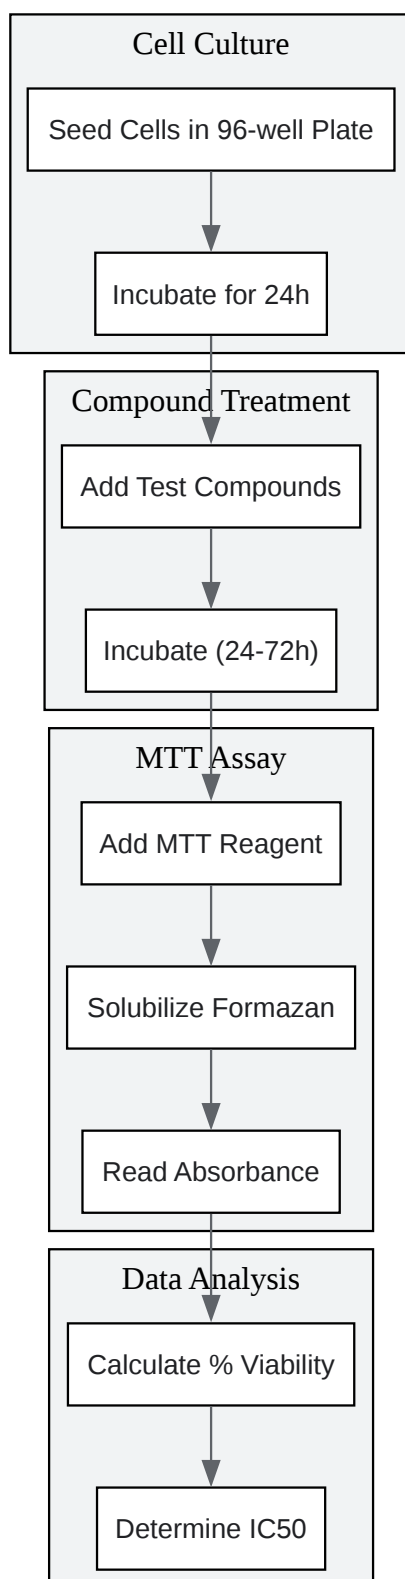 Cell Culture
Seed Cells in 96-well Plate
Incubate for 24h
Compound Treatment
Add Test Compounds
Incubate (24-72h)
MTT Assay
Add MTT Reagent
Solubilize Formazan
Read Absorbance
Data Analysis
Calculate % Viability
Determine IC50